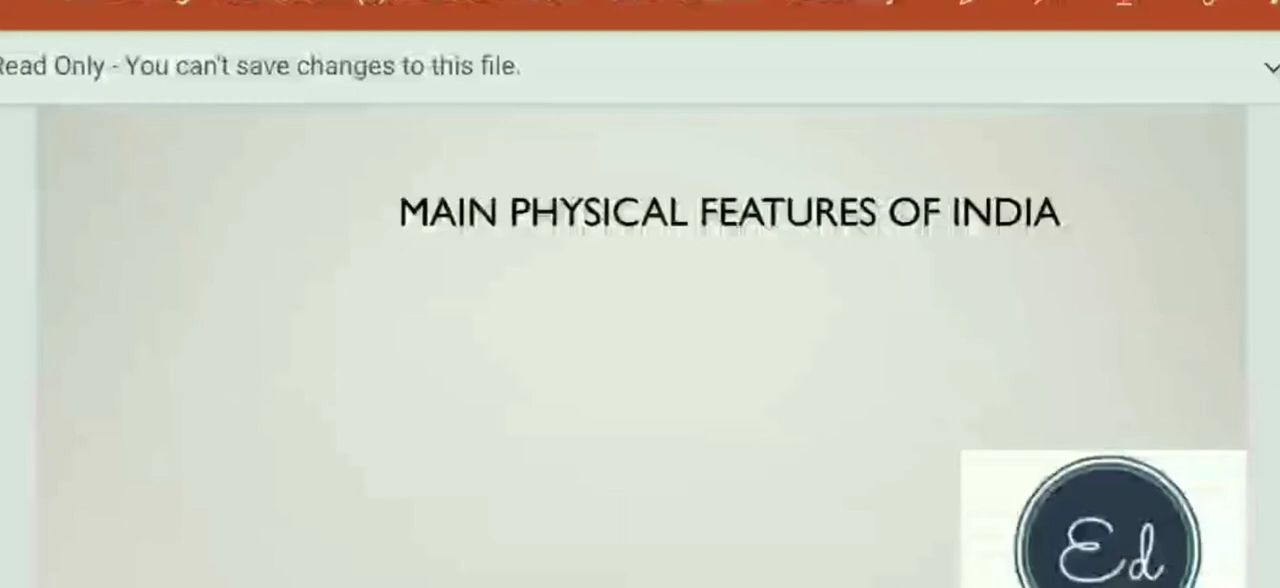 Read Only - You can't save changes to this file.
MAIN PHYSICAL FEATURES OF INDIA
Ed